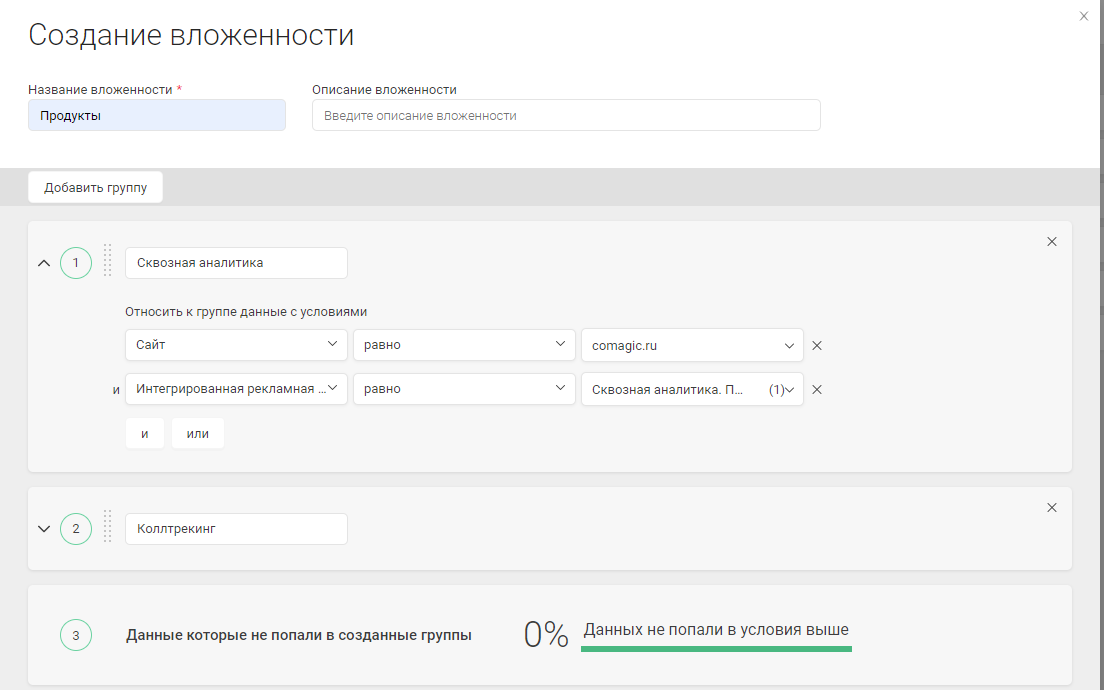 Создание вложенности
Название вложенности * Описание вложенности
Продукты Введите описание вложенности
Добавить группу
1 Сквозная аналитика
Относить к группе данные с условиями
Сайт равно comagic.ru
и Интегрированная рекламная ... равно Сквозная аналитика. П... (1)
и или
2 Коллтрекинг
3 Данные которые не попали в созданные группы 0% Данных не попали в условия выше